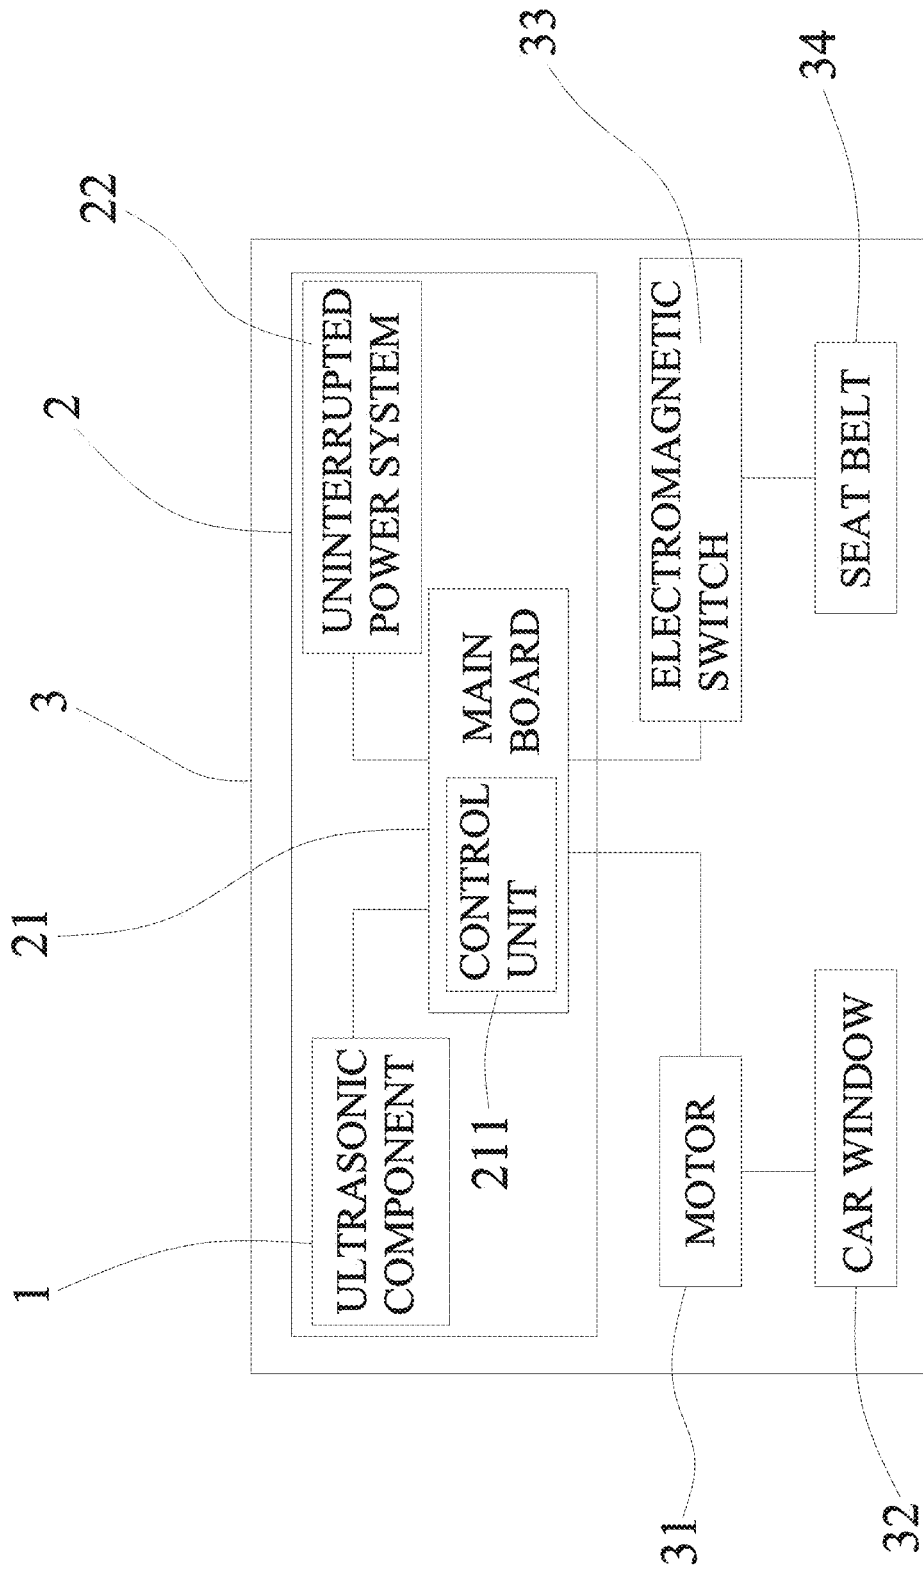 1
21
3
2
22
ULTRASONIC
COMPONENT
UNINTERRUPTED
POWER SYSTEM
211
CONTROL
UNIT
MAIN
BOARD
33
31
MOTOR
ELECTROMAGNETIC
SWITCH
34
32
CAR WINDOW
SEAT BELT